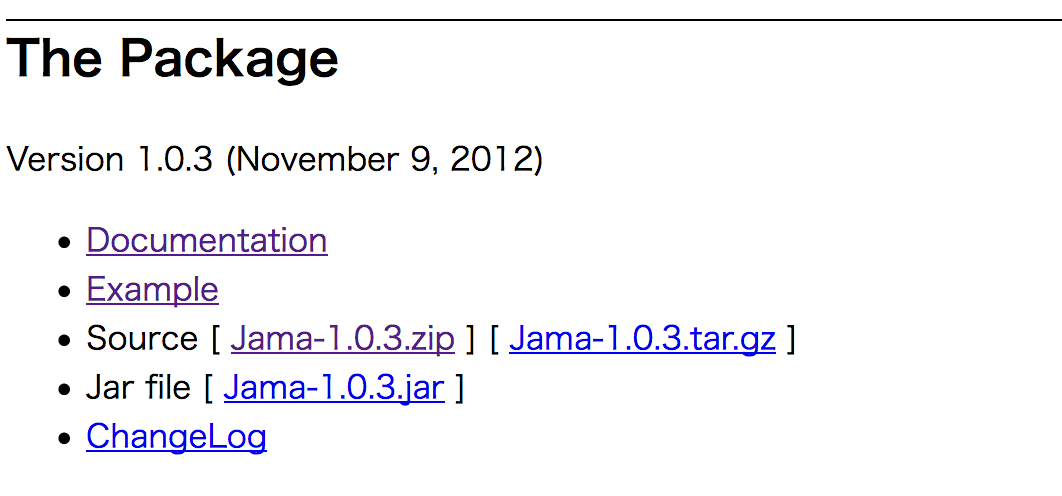 The Package
Version 1.0.3 (November 9, 2012)
• Documentation
• Example
• Source [ Jama-1.0.3.zip ] [ Jama-1.0.3.tar.gz ]
• Jar file [ Jama-1.0.3.jar ]
• ChangeLog